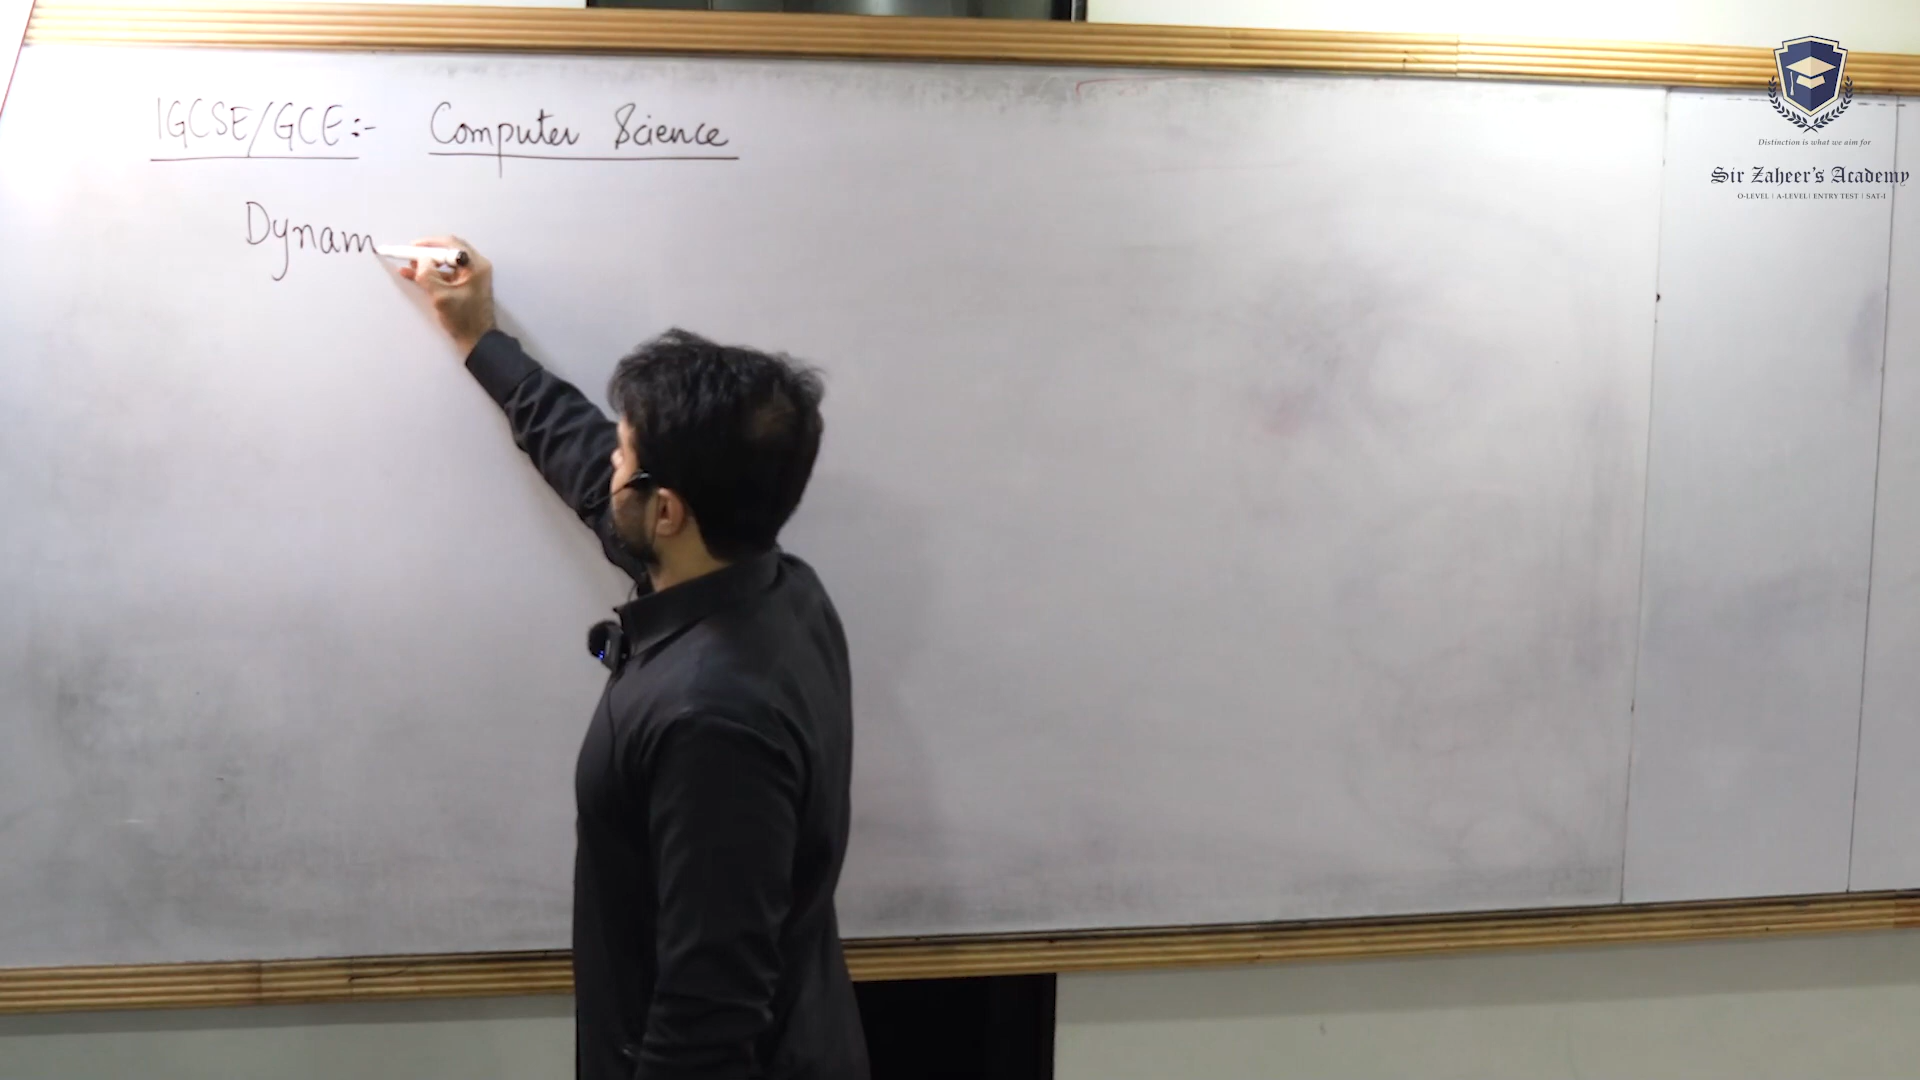 IGCSE/GCE:- Computer Science
Dynam
Distinction is what we aim for
Sir Zaheer's Academy
O-LEVEL | A-LEVEL | ENTRY TEST | SAT-I